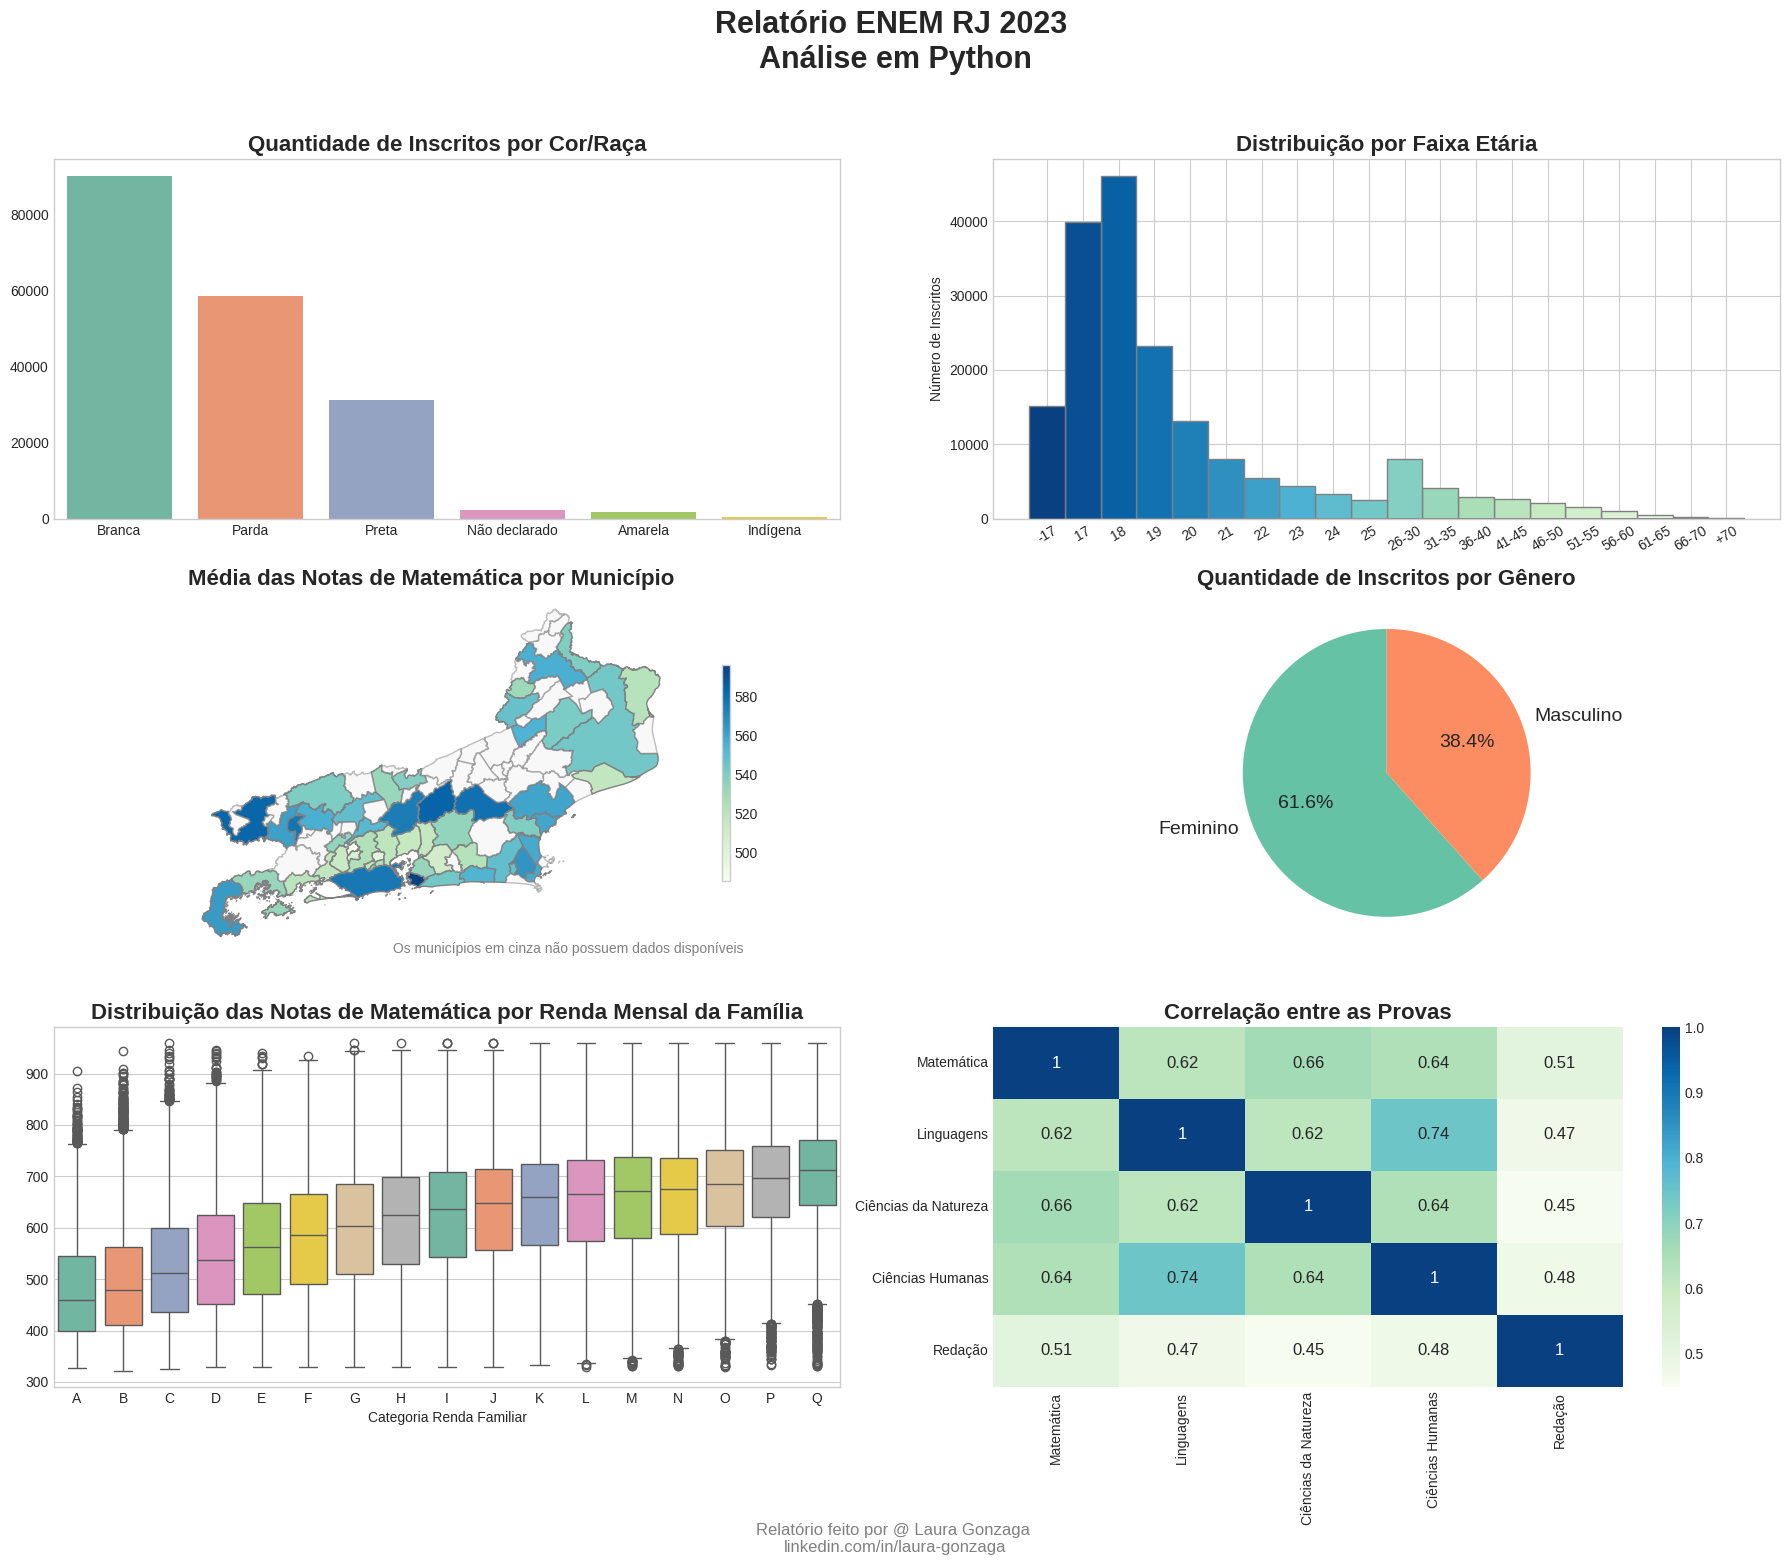 Relatório ENEM RJ 2023
Análise em Python
Quantidade de Inscritos por Cor/Raça
80000
60000
40000
20000
0
Branca Parda Preta Não declarado Amarela Indígena
Distribuição por Faixa Etária
Número de Inscritos
40000
30000
20000
10000
0
-17 17 18 19 20 21 22 23 24 25 26-30 31-35 36-40 41-45 46-50 51-55 56-60 61-65 66-70 +70
Média das Notas de Matemática por Município
580
560
540
520
500
Os municípios em cinza não possuem dados disponíveis
Quantidade de Inscritos por Gênero
Masculino
38.4%
61.6%
Feminino
Distribuição das Notas de Matemática por Renda Mensal da Família
900
800
700
600
500
400
300
A B C D E F G H I J K L M N O P Q
Categoria Renda Familiar
Correlação entre as Provas
Matemática 1 0.62 0.66 0.64 0.51
Linguagens 0.62 1 0.62 0.74 0.47
Ciências da Natureza 0.66 0.62 1 0.64 0.45
Ciências Humanas 0.64 0.74 0.64 1 0.48
Redação 0.51 0.47 0.45 0.48 1
Matemática
Linguagens
Ciências da Natureza
Ciências Humanas
Redação
1.0
0.9
0.8
0.7
0.6
0.5
Relatório feito por @ Laura Gonzaga
linkedin.com/in/laura-gonzaga